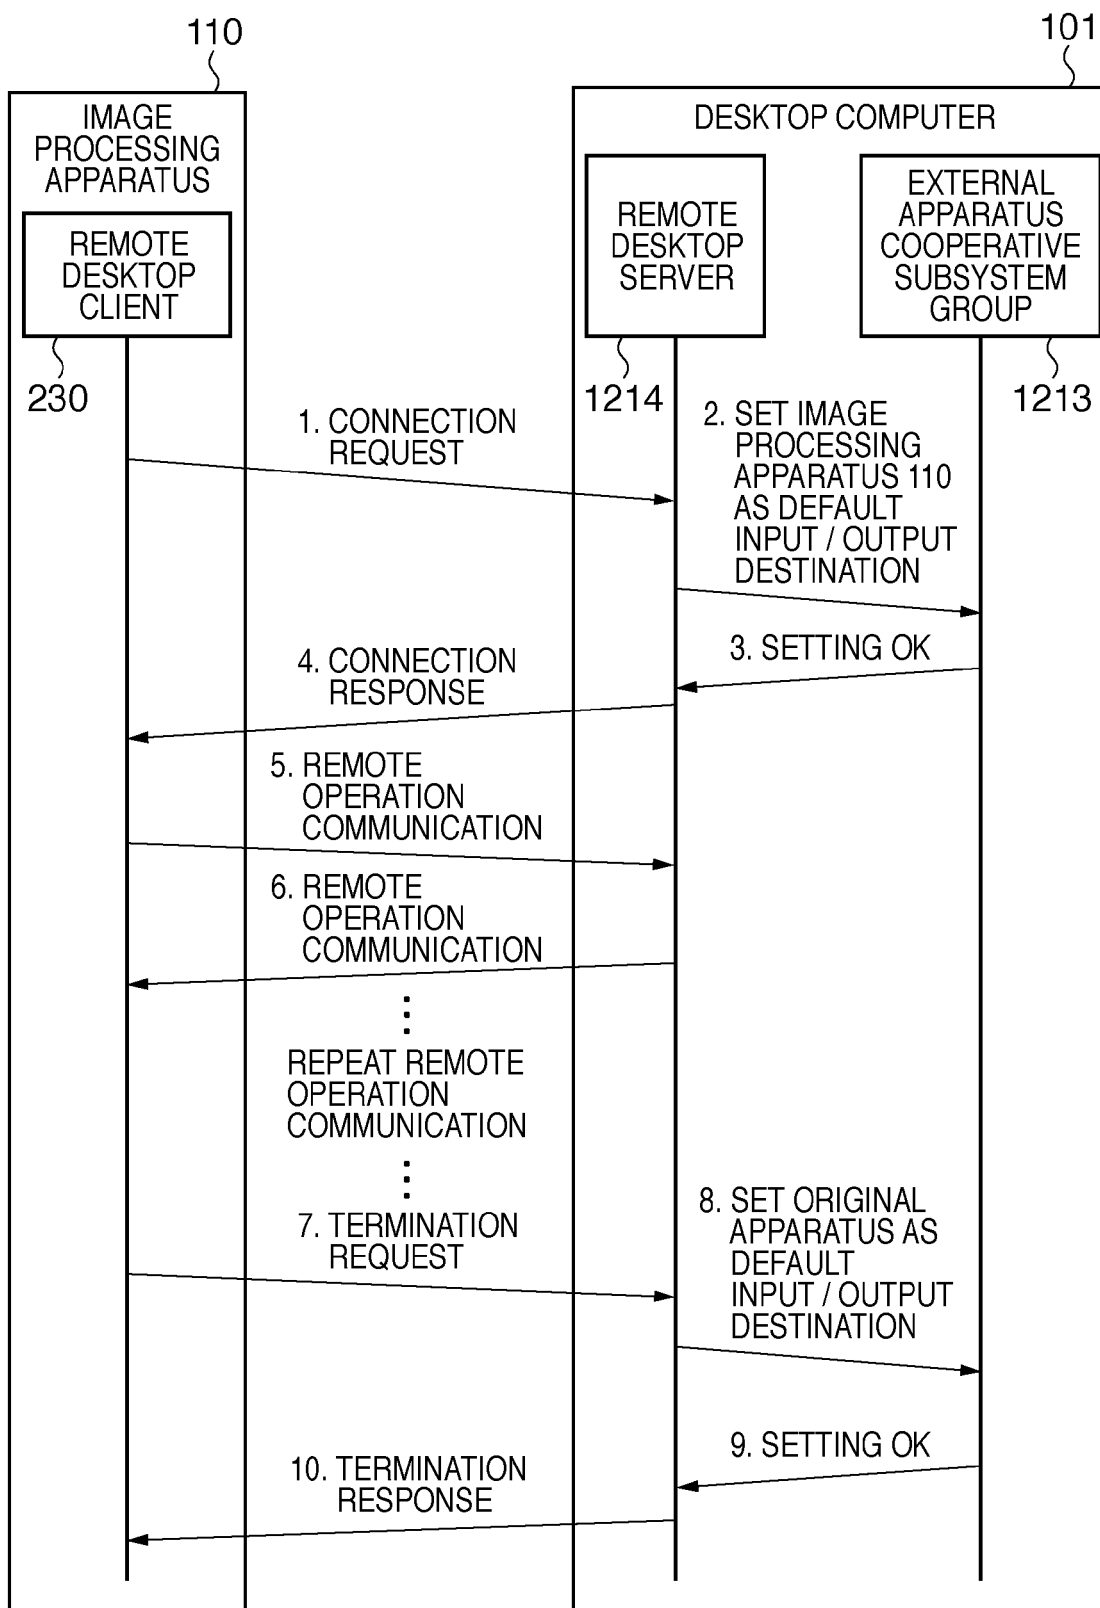 110
101
IMAGE
PROCESSING
APPARATUS
DESKTOP COMPUTER
REMOTE
DESKTOP
CLIENT
REMOTE
DESKTOP
SERVER
EXTERNAL
APPARATUS
COOPERATIVE
SUBSYSTEM
GROUP
230
1214
1213
1. CONNECTION
REQUEST
2. SET IMAGE
PROCESSING
APPARATUS 110
AS DEFAULT
INPUT / OUTPUT
DESTINATION
3. SETTING OK
4. CONNECTION
RESPONSE
5. REMOTE
OPERATION
COMMUNICATION
6. REMOTE
OPERATION
COMMUNICATION
REPEAT REMOTE
OPERATION
COMMUNICATION
7. TERMINATION
REQUEST
8. SET ORIGINAL
APPARATUS AS
DEFAULT
INPUT / OUTPUT
DESTINATION
9. SETTING OK
10. TERMINATION
RESPONSE